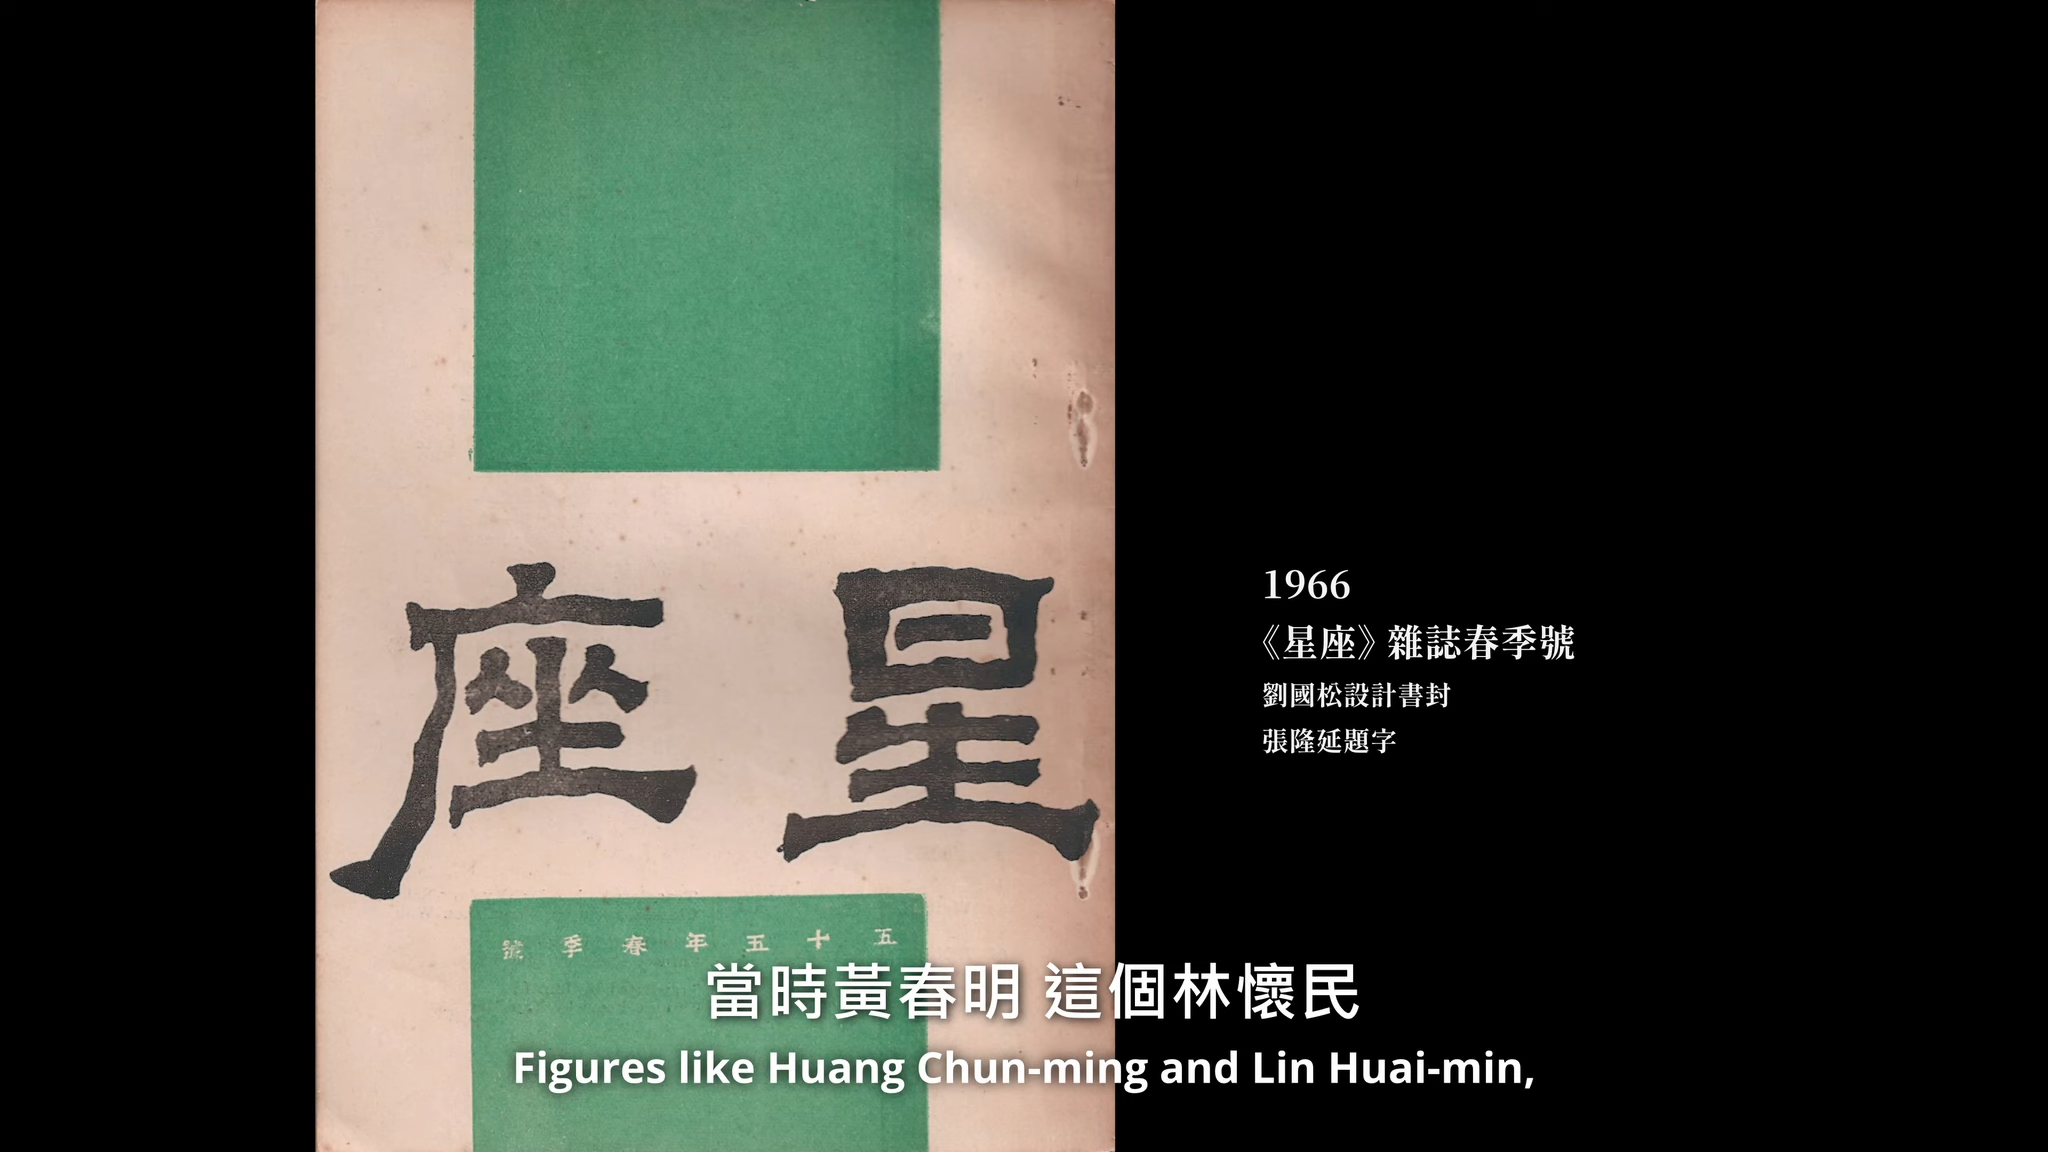 星座
五十五年春季號
1966
《星座》雜誌春季號
劉國松設計書封
張隆延題字
當時黃春明 這個林懷民
Figures like Huang Chun-ming and Lin Huai-min,